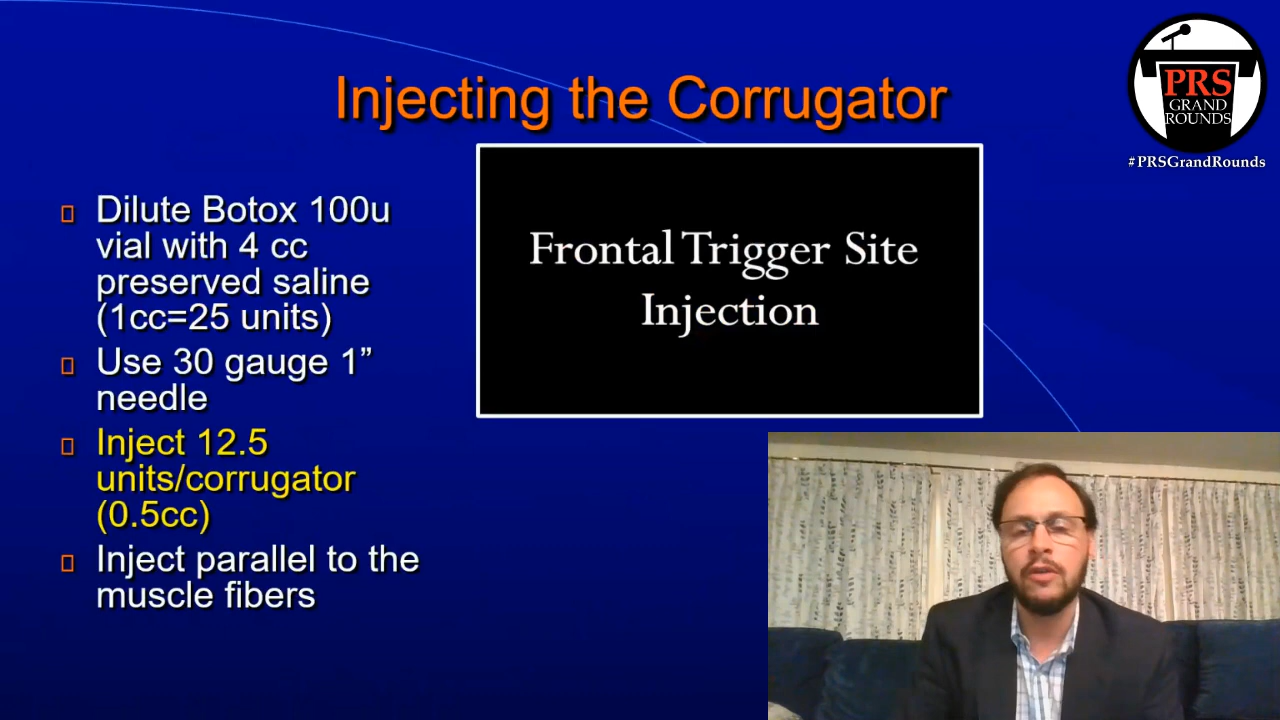 Injecting the Corrugator
PRS
GRAND
ROUNDS
#PRSGrandRounds
Dilute Botox 100u
vial with 4 cc
preserved saline
(1cc=25 units)
Use 30 gauge 1”
needle
Inject 12.5
units/corrugator
(0.5cc)
Inject parallel to the
muscle fibers
Frontal Trigger Site
Injection